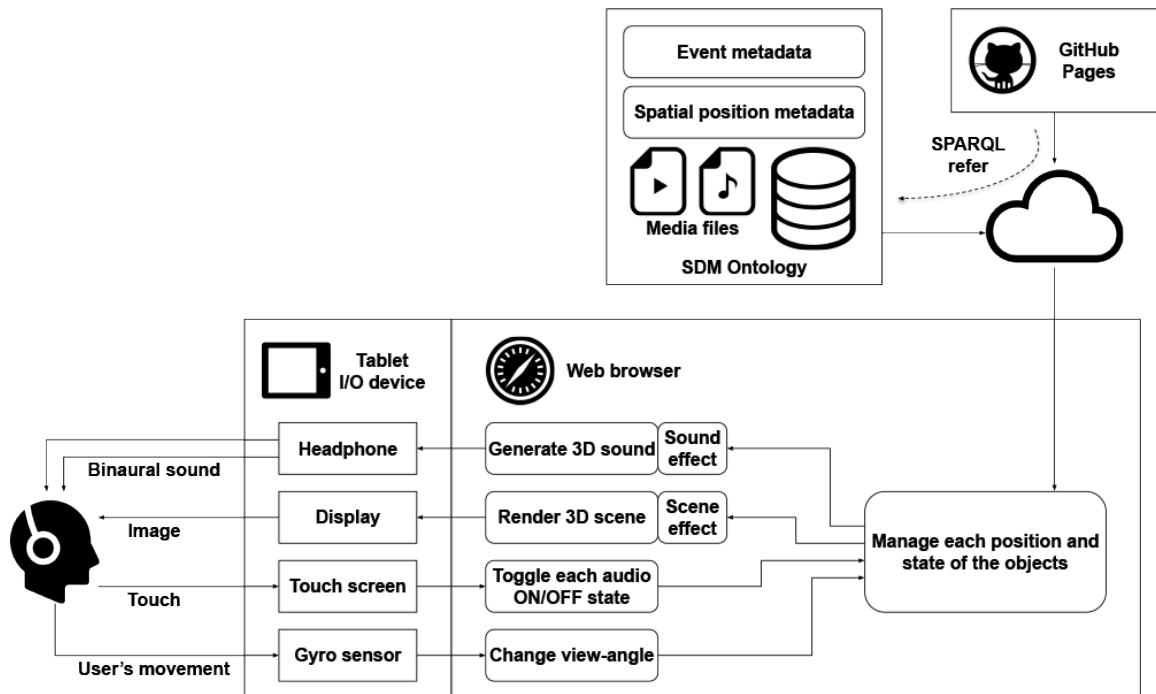 Event metadata
Spatial position metadata
Media files
SDM Ontology
GitHub
Pages
SPARQL
refer
Tablet
I/O device
Web browser
Headphone
Generate 3D sound
Sound
effect
Binaural sound
Display
Render 3D scene
Scene
effect
Image
Manage each position and
state of the objects
Touch screen
Toggle each audio
ON/OFF state
Touch
Gyro sensor
Change view-angle
User's movement